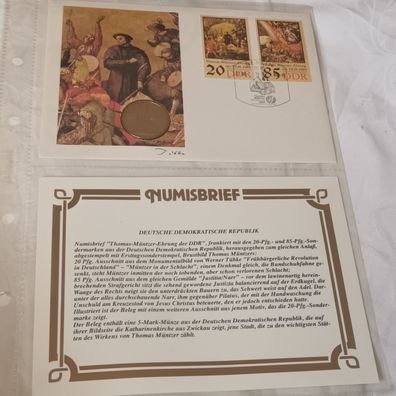 20 DDR
85 DDR
NUMISBRIEF
DEUTSCHE DEMOKRATISCHE REPUBLIK
Numisbrief "Thomas-Müntzer-Ehrung der DDR", frankiert mit den 20-Pfg.- und 85-Pfg.-Son-
dermarken aus der Deutschen Demokratischen Republik, herausgegeben zum gleichen Anlaß,
abgestempelt mit Ersttagssonderstempel, Brustbild Thomas Müntzers:
20 Pfg. Ausschnitt aus dem Monumentalbild von Werner Tübke "Frühbürgerliche Revolution
in Deutschland" – "Müntzer in der Schlacht"; einem Denkmal gleich, die Bundschuhfahne ge-
senkt, steht Müntzer inmitten der noch tobenden, aber schon verlorenen Schlacht;
85 Pfg. Ausschnitt aus dem gleichen Gemälde "Justitia/Narr" – vor dem löwinenartig herein-
brechenden Strafgericht sitzt die sehend gewordene Justitia balancierend auf der Erdkugel, die
Waage des Rechts neigt sie den unterdrückten Bauern zu, das Schwert weist auf den Adel. Dar-
unter der alles durchschauende Narr, ihm gegenüber Pilatus, der mit der Handwaschung die
Unschuld am Kreuzestod von Jesus Christus beteuerte, den er jedoch entschieden hatte.
Illustriert ist der Beleg mit einem weiteren Ausschnitt aus jenem Motiv, das die 20-Pfg.-Sonder-
marke zeigt.
Der Beleg enthält eine 5-Mark-Münze aus der Deutschen Demokratischen Republik, die auf
ihrer Bildseite die Katharinenkirche aus Zwickau zeigt, jene Stadt, die zu den wichtigsten Stät-
ten des Wirkens von Thomas Müntzer zählt.